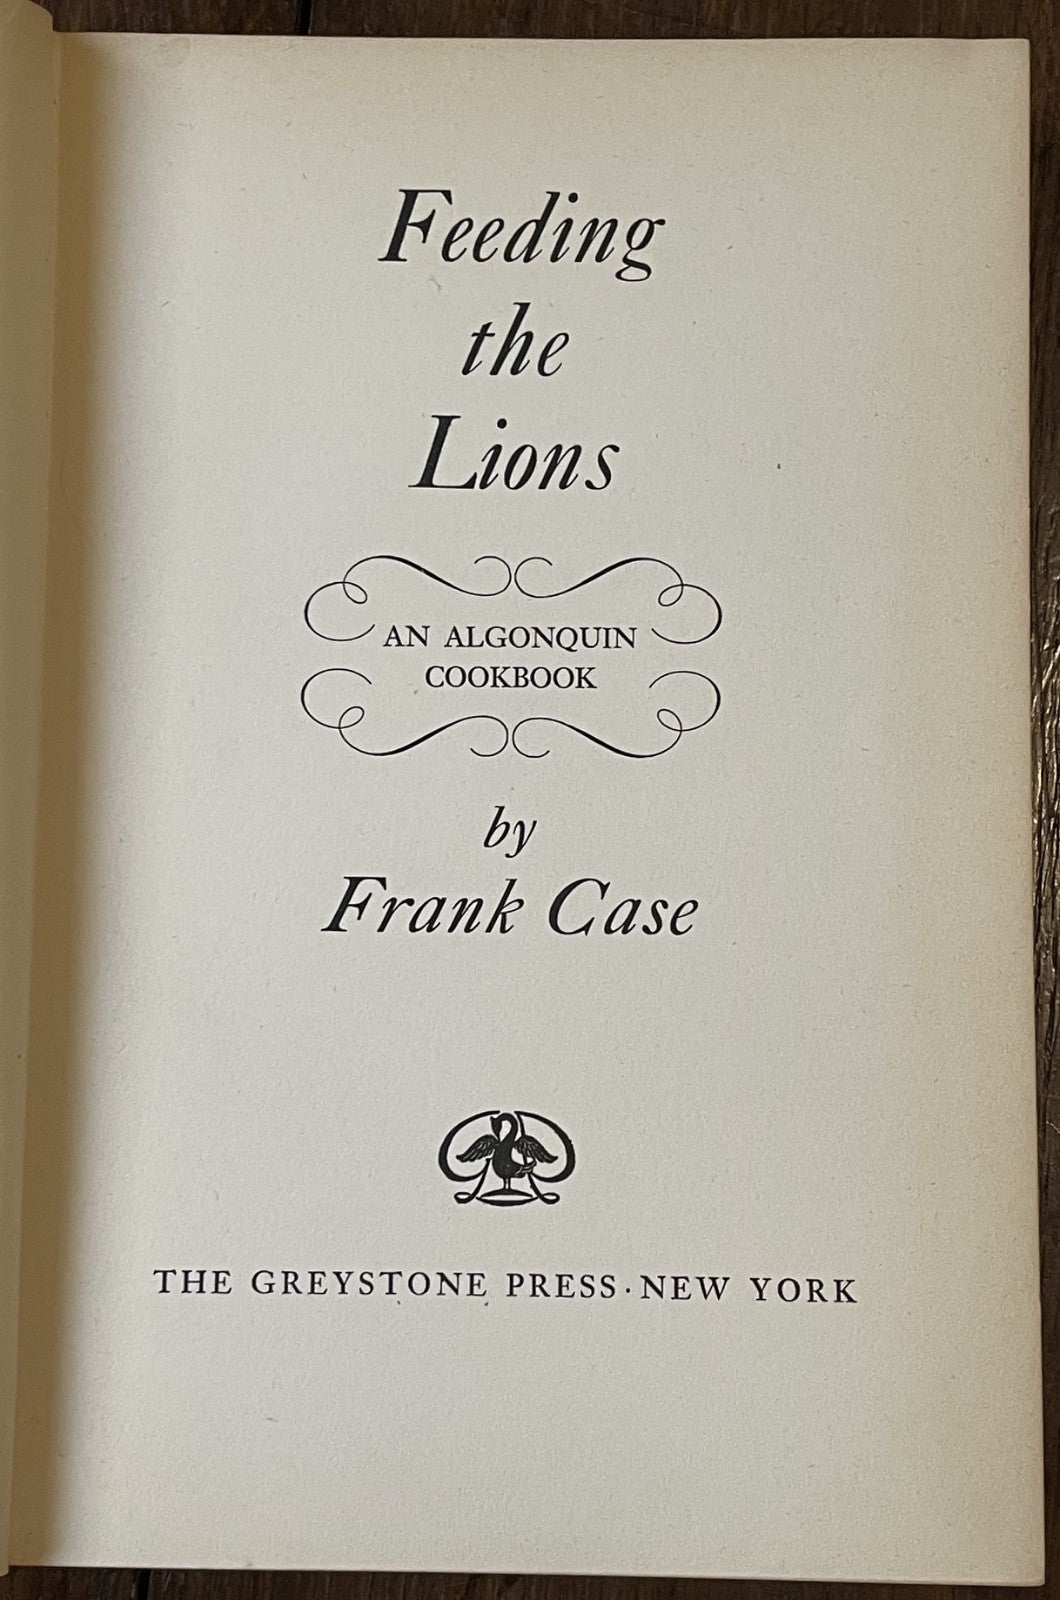 Feeding
the
Lions
AN ALGONQUIN
COOKBOOK
by
Frank Case
THE GREYSTONE PRESS · NEW YORK